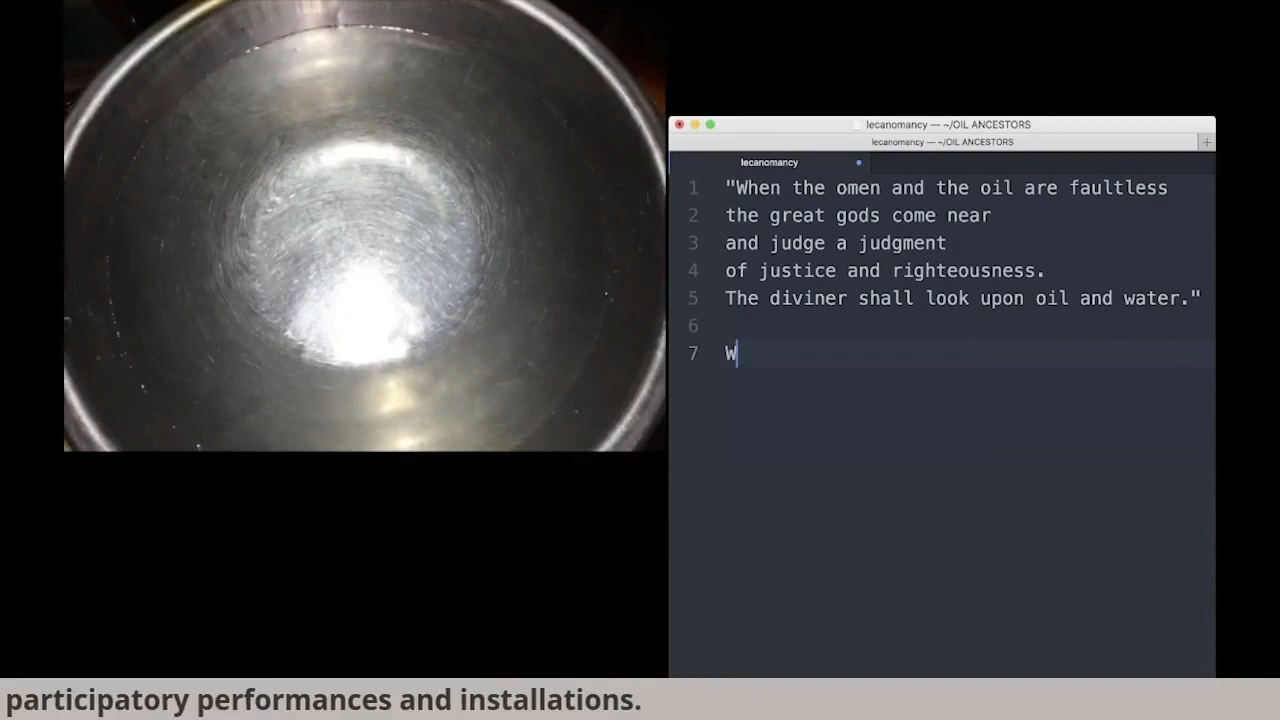 lecanomancy — ~/OIL ANCESTORS
lecanomancy — ~/OIL ANCESTORS
+
lecanomancy
1 "When the omen and the oil are faultless
2 the great gods come near
3 and judge a judgment
4 of justice and righteousness.
5 The diviner shall look upon oil and water."
6
7 W
participatory performances and installations.